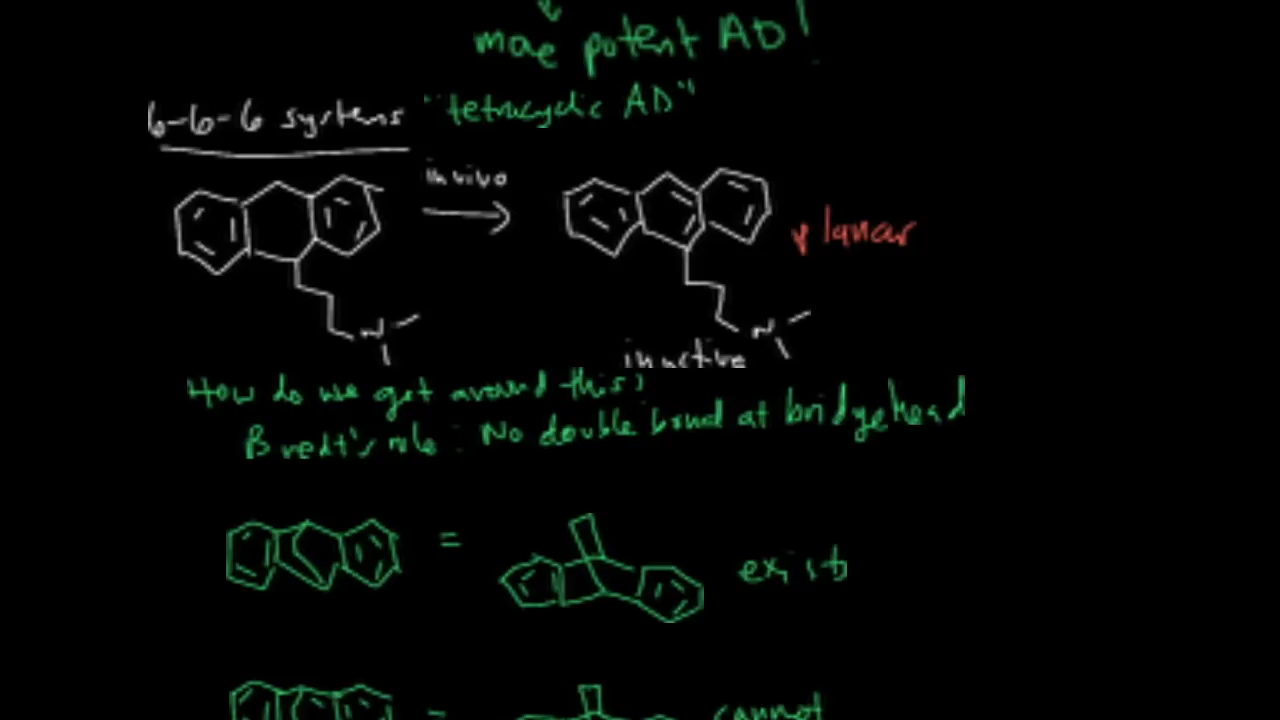 more potent AD!
6-6-6 systems "tetracyclic AD"
in vivo
planar
N N
inactive
How do we get around this?
Bredt's rule : No double bond at bridgehead
= exists
= cannot